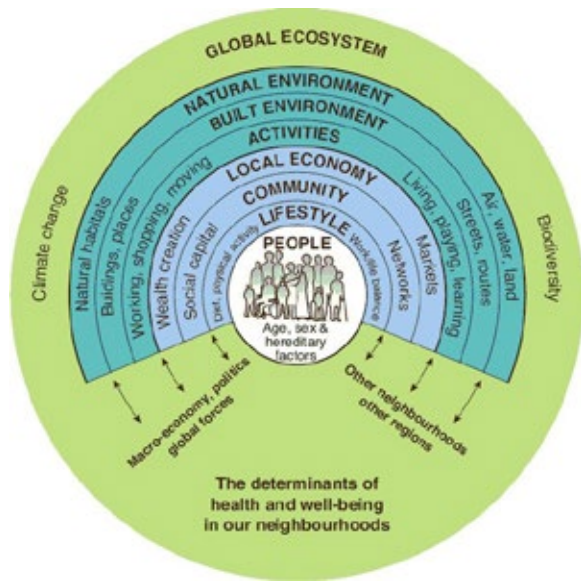 GLOBAL ECOSYSTEM
NATURAL ENVIRONMENT
BUILT ENVIRONMENT
ACTIVITIES
LOCAL ECONOMY
COMMUNITY
LIFESTYLE
PEOPLE
Age, sex &
hereditary
factors
Climate change
Natural habitats
Buildings, places
Working, shopping, moving
Wealth creation
Social capital
Diet, physical activity
Work/life balance
Networks
Markets
Living, playing, learning
Streets, routes
Air, water, land
Biodiversity
Macro-economy, politics
global forces
Other neighbourhoods
other regions
The determinants of
health and well-being
in our neighbourhoods